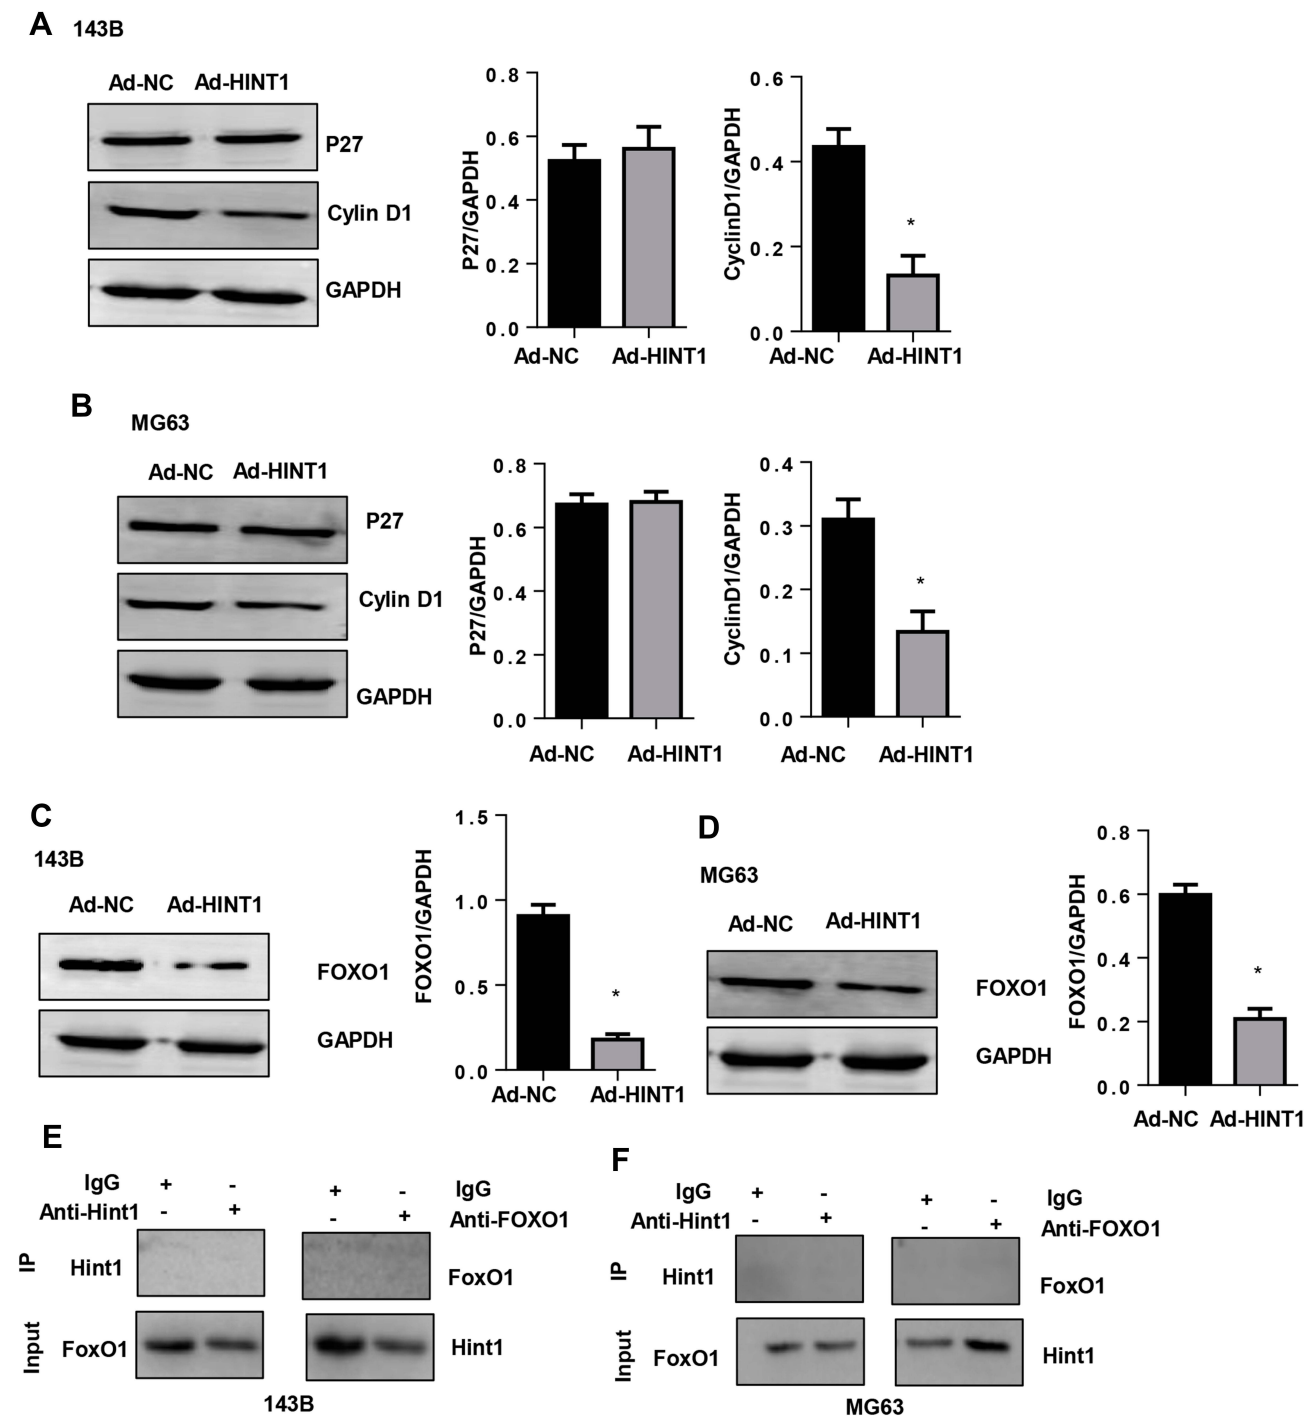 A 143B
Ad-NC Ad-HINT1
P27
Cylin D1
GAPDH
P27/GAPDH
0.8
0.6
0.4
0.2
0.0
Ad-NC Ad-HINT1
CyclinD1/GAPDH
0.6
0.4
0.2
0.0
*
Ad-NC Ad-HINT1
B
MG63
Ad-NC Ad-HINT1
P27
Cylin D1
GAPDH
P27/GAPDH
0.8
0.6
0.4
0.2
0.0
Ad-NC Ad-HINT1
CyclinD1/GAPDH
0.4
0.3
0.2
0.1
0.0
*
Ad-NC Ad-HINT1
C
143B
Ad-NC Ad-HINT1
FOXO1
GAPDH
FOXO1/GAPDH
1.5
1.0
0.5
0.0
*
Ad-NC Ad-HINT1
D
MG63
Ad-NC Ad-HINT1
FOXO1
GAPDH
FOXO1/GAPDH
0.8
0.6
0.4
0.2
0.0
*
Ad-NC Ad-HINT1
E
IgG + - + - IgG
Anti-Hint1 - + - + Anti-FOXO1
IP Hint1 FoxO1
Input FoxO1 Hint1
143B
F
IgG + - + - IgG
Anti-Hint1 - + - + Anti-FOXO1
IP Hint1 FoxO1
Input FoxO1 Hint1
MG63